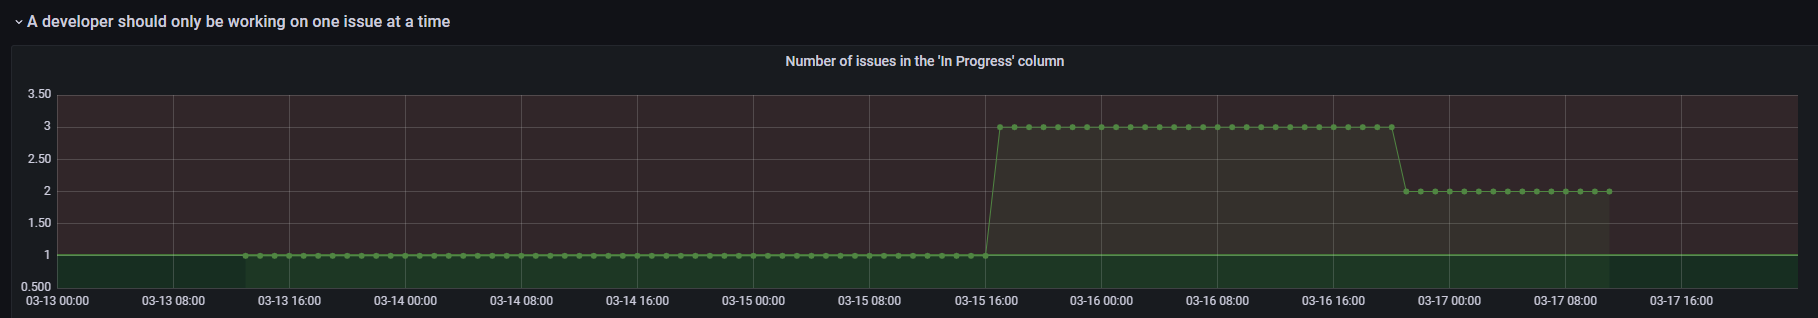 A developer should only be working on one issue at a time
Number of issues in the 'In Progress' column
3.50
3
2.50
2
1.50
1
0.500
03-13 00:00 03-13 08:00 03-13 16:00 03-14 00:00 03-14 08:00 03-14 16:00 03-15 00:00 03-15 08:00 03-15 16:00 03-16 00:00 03-16 08:00 03-16 16:00 03-17 00:00 03-17 08:00 03-17 16:00